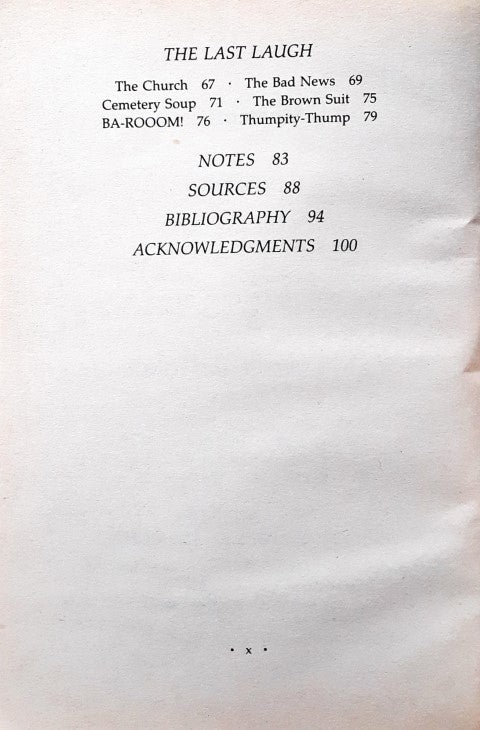 THE LAST LAUGH
The Church 67 · The Bad News 69
Cemetery Soup 71 · The Brown Suit 75
BA-ROOOM! 76 · Thumpity-Thump 79
NOTES 83
SOURCES 88
BIBLIOGRAPHY 94
ACKNOWLEDGMENTS 100
· x ·